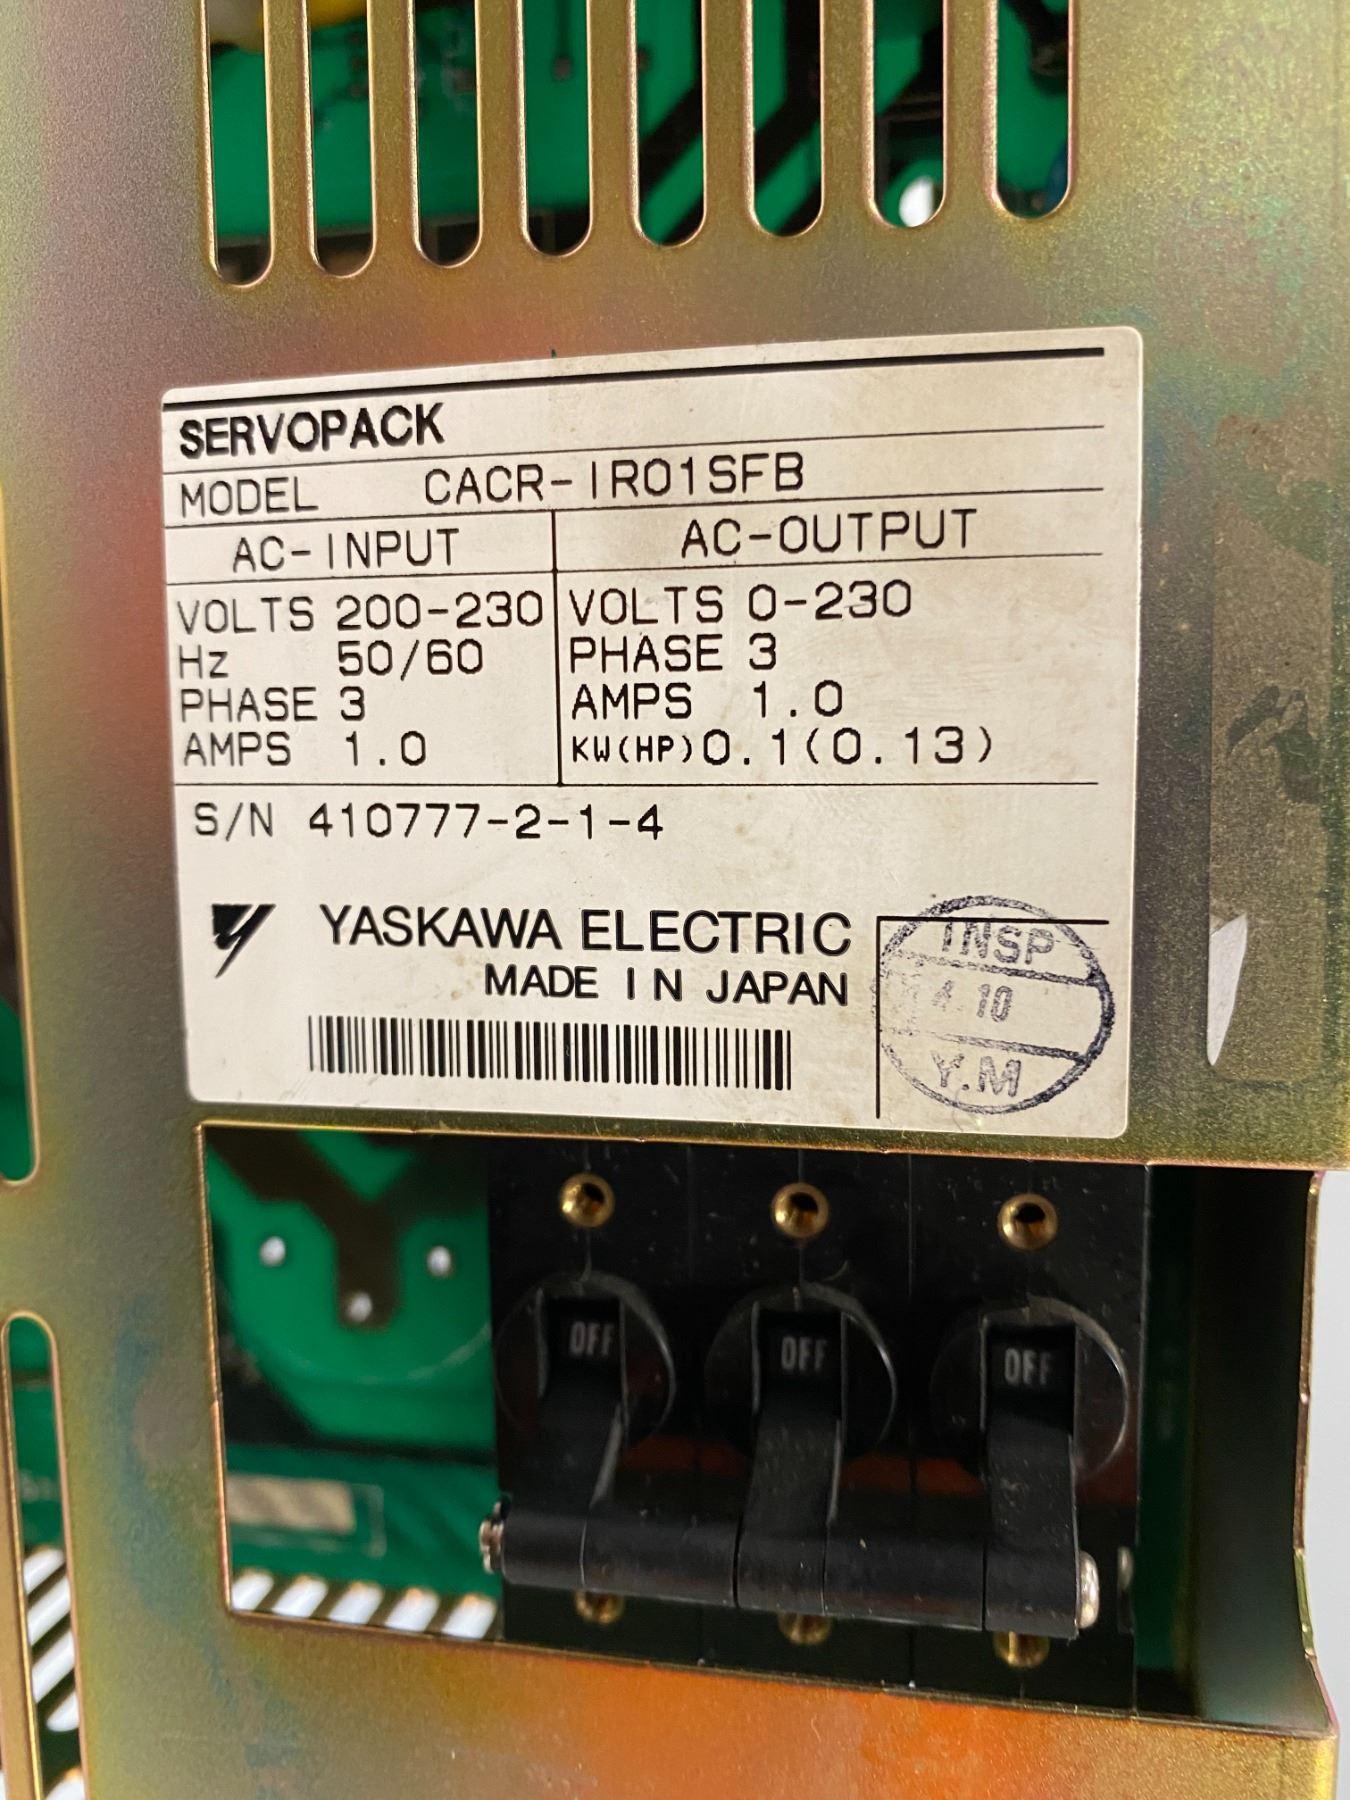 SERVOPACK
MODEL CACR-IR01SFB
AC-INPUT AC-OUTPUT
VOLTS 200-230 VOLTS 0-230
Hz 50/60 PHASE 3
PHASE 3 AMPS 1.0
AMPS 1.0 KW(HP) 0.1(0.13)
S/N 410777-2-1-4
YASKAWA ELECTRIC
MADE IN JAPAN
INSP
4.10
Y.M
OFF OFF OFF